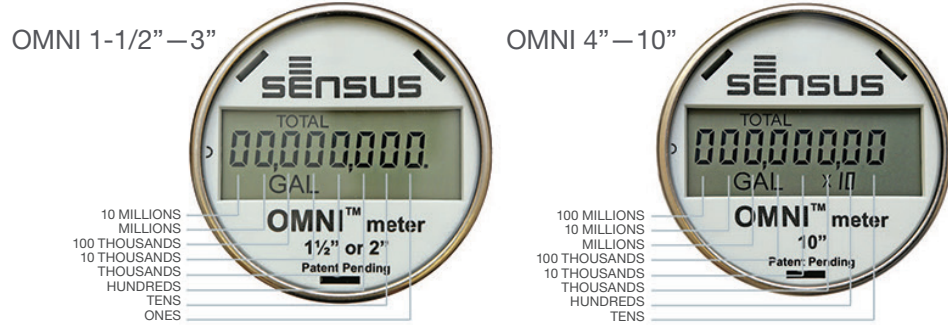 OMNI 1-1/2”—3”
SENSUS
TOTAL
00,000,000.
GAL
OMNI™ meter
1½” or 2”
Patent Pending
10 MILLIONS
MILLIONS
100 THOUSANDS
10 THOUSANDS
THOUSANDS
HUNDREDS
TENS
ONES
OMNI 4”—10”
SENSUS
TOTAL
000,000,00
GAL x10
OMNI™ meter
10”
Patent Pending
100 MILLIONS
10 MILLIONS
MILLIONS
100 THOUSANDS
10 THOUSANDS
THOUSANDS
HUNDREDS
TENS